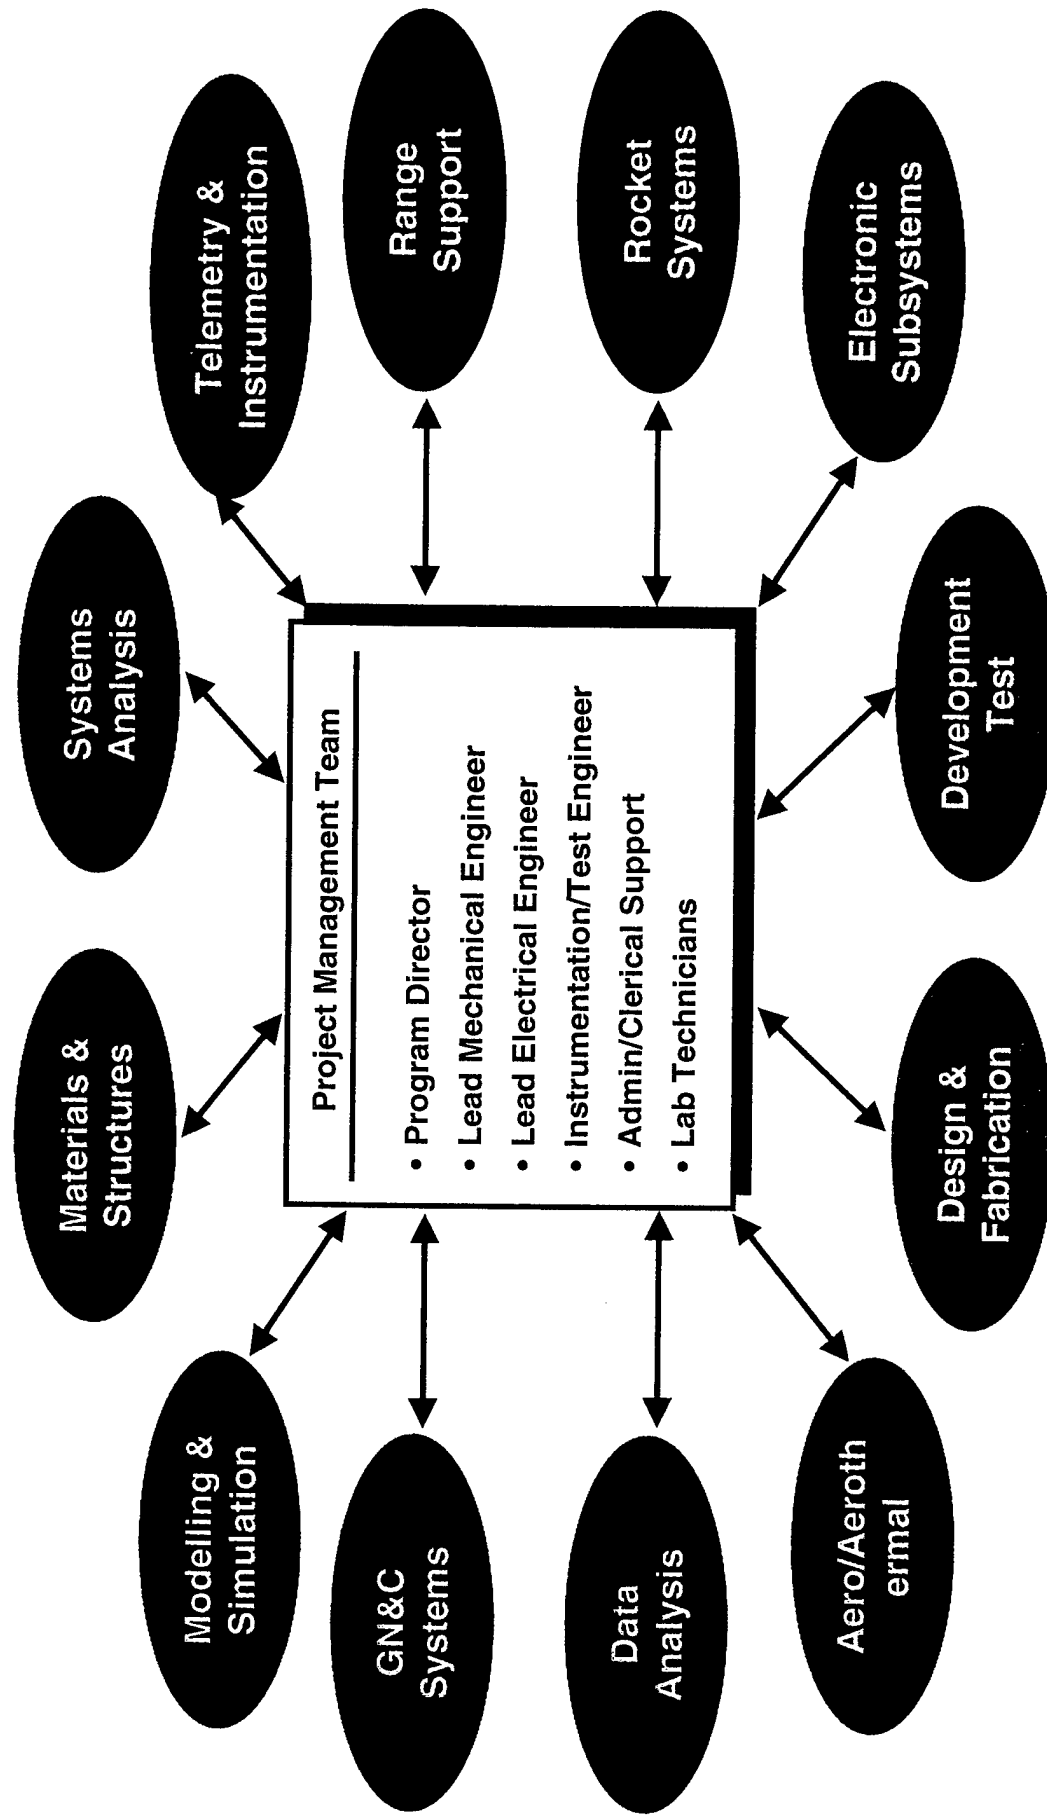 Materials &
Structures
Systems
Analysis
Modelling &
Simulation
Telemetry &
Instrumentation
GN&C
Systems
Range
Support
Project Management Team
• Program Director
• Lead Mechanical Engineer
• Lead Electrical Engineer
• Instrumentation/Test Engineer
• Admin/Clerical Support
• Lab Technicians
Data
Analysis
Rocket
Systems
Aero/Aeroth
ermal
Electronic
Subsystems
Design &
Fabrication
Development
Test